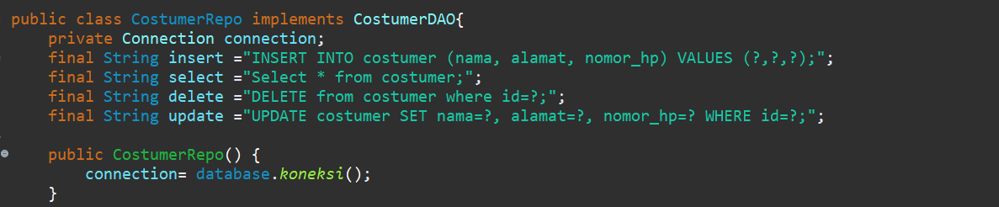 public class CostumerRepo implements CostumerDAO{
private Connection connection;
final String insert ="INSERT INTO costumer (nama, alamat, nomor_hp) VALUES (?,?,?);";
final String select ="Select * from costumer;";
final String delete ="DELETE from costumer where id=?;";
final String update ="UPDATE costumer SET nama=?, alamat=?, nomor_hp=? WHERE id=?;";
public CostumerRepo() {
connection= database.koneksi();
}